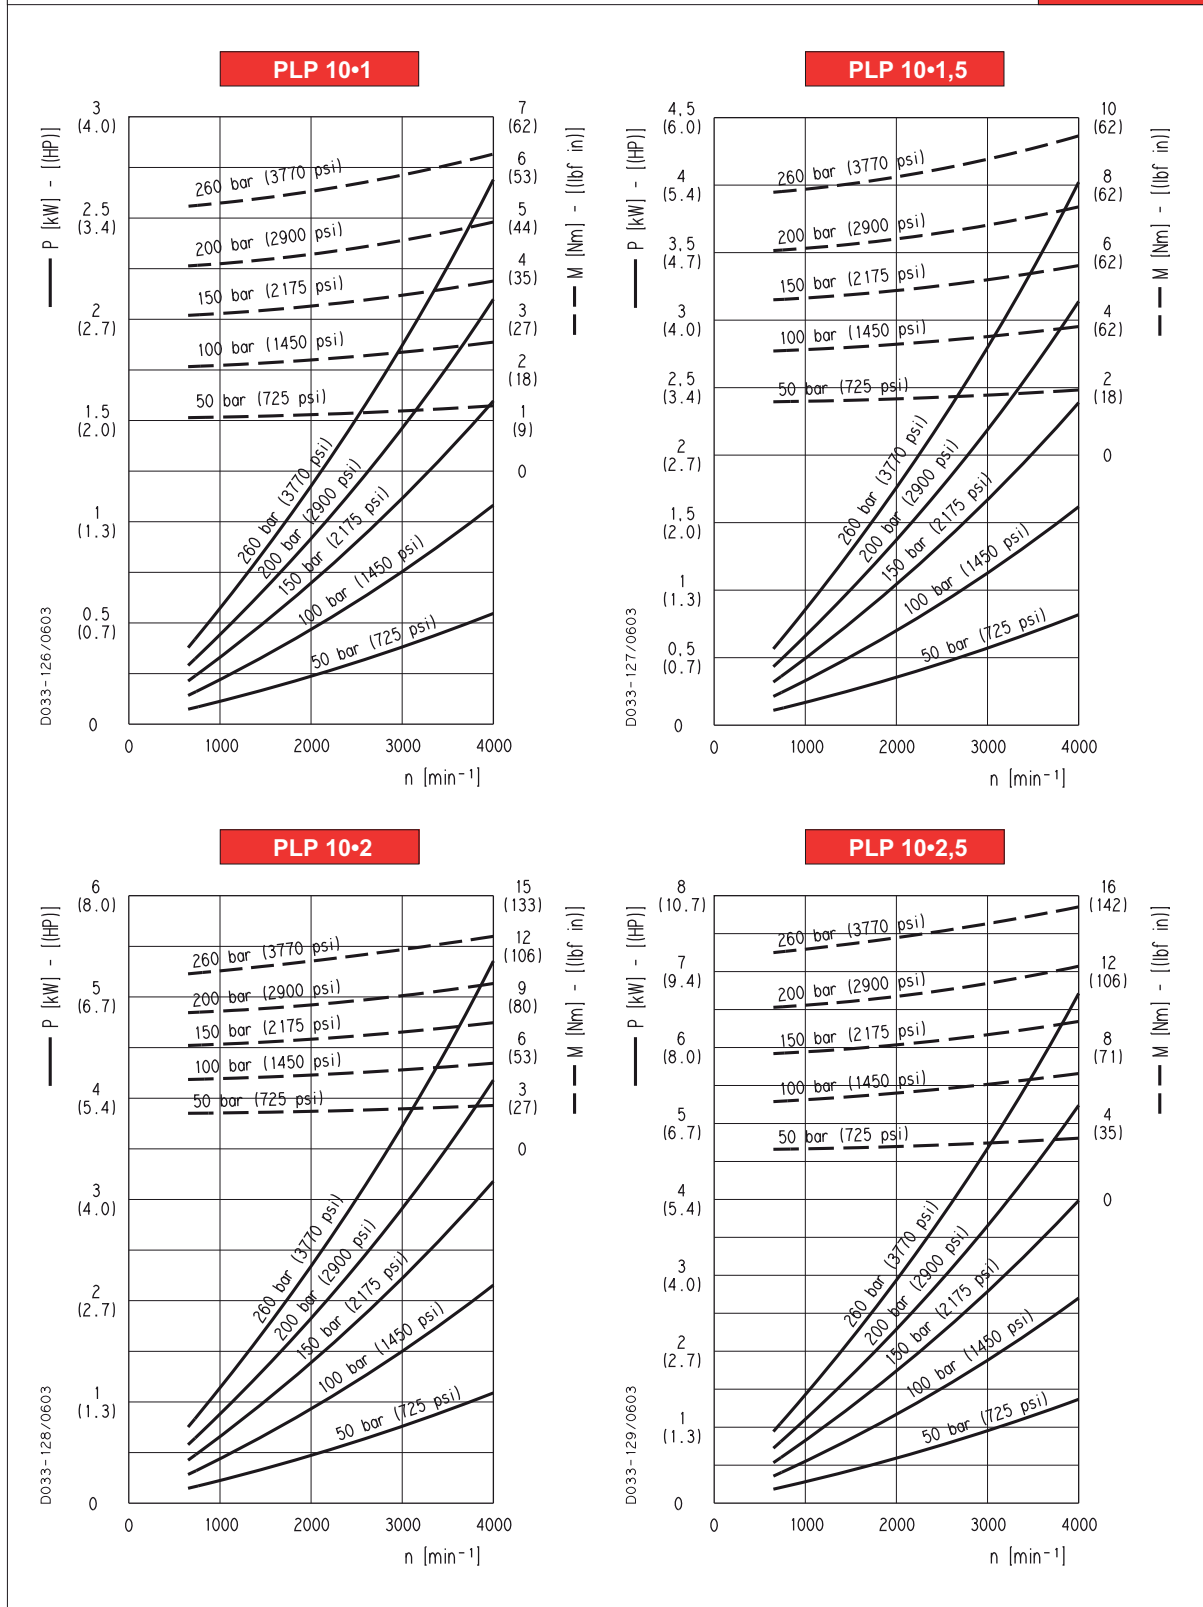 PLP 10•1
3
(4.0)
2.5
(3.4)
2
(2.7)
1.5
(2.0)
1
(1.3)
0.5
(0.7)
0
P [kW] - [(HP)]
D033-126/0603
260 bar (3770 psi)
200 bar (2900 psi)
150 bar (2175 psi)
100 bar (1450 psi)
50 bar (725 psi)
260 bar (3770 psi)
200 bar (2900 psi)
150 bar (2175 psi)
100 bar (1450 psi)
50 bar (725 psi)
7
(62)
6
(53)
5
(44)
4
(35)
3
(27)
2
(18)
1
(9)
0
M [Nm] - [(lbf in)]
0 1000 2000 3000 4000
n [min⁻¹]
PLP 10•1,5
4,5
(6.0)
4
(5.4)
3,5
(4.7)
3
(4.0)
2,5
(3.4)
2
(2.7)
1,5
(2.0)
1
(1.3)
0,5
(0.7)
0
P [kW] - [(HP)]
D033-127/0603
260 bar (3770 psi)
200 bar (2900 psi)
150 bar (2175 psi)
100 bar (1450 psi)
50 bar (725 psi)
260 bar (3770 psi)
200 bar (2900 psi)
150 bar (2175 psi)
100 bar (1450 psi)
50 bar (725 psi)
10
(62)
8
(62)
6
(62)
4
(62)
2
(18)
0
M [Nm] - [(lbf in)]
0 1000 2000 3000 4000
n [min⁻¹]
PLP 10•2
6
(8.0)
5
(6.7)
4
(5.4)
3
(4.0)
2
(2.7)
1
(1.3)
0
P [kW] - [(HP)]
D033-128/0603
260 bar (3770 psi)
200 bar (2900 psi)
150 bar (2175 psi)
100 bar (1450 psi)
50 bar (725 psi)
260 bar (3770 psi)
200 bar (2900 psi)
150 bar (2175 psi)
100 bar (1450 psi)
50 bar (725 psi)
15
(133)
12
(106)
9
(80)
6
(53)
3
(27)
0
M [Nm] - [(lbf in)]
0 1000 2000 3000 4000
n [min⁻¹]
PLP 10•2,5
8
(10.7)
7
(9.4)
6
(8.0)
5
(6.7)
4
(5.4)
3
(4.0)
2
(2.7)
1
(1.3)
0
P [kW] - [(HP)]
D033-129/0603
260 bar (3770 psi)
200 bar (2900 psi)
150 bar (2175 psi)
100 bar (1450 psi)
50 bar (725 psi)
260 bar (3770 psi)
200 bar (2900 psi)
150 bar (2175 psi)
100 bar (1450 psi)
50 bar (725 psi)
16
(142)
12
(106)
8
(71)
4
(35)
0
M [Nm] - [(lbf in)]
0 1000 2000 3000 4000
n [min⁻¹]